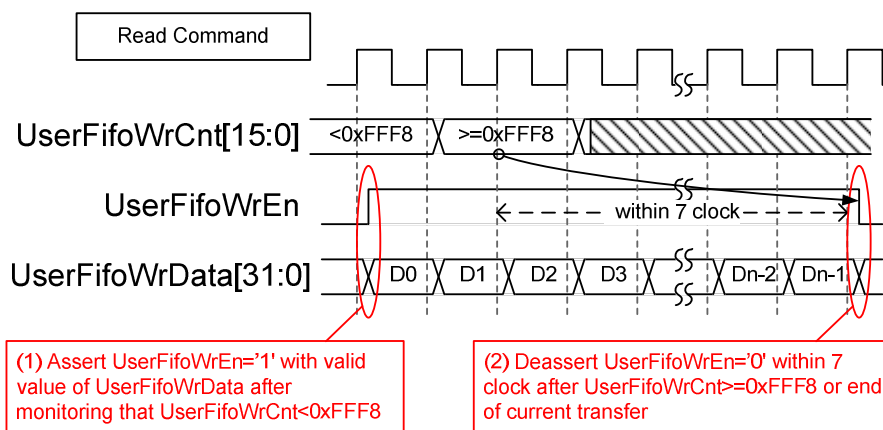 Read Command
UserFifoWrCnt[15:0]
<0xFFF8
>=0xFFF8
UserFifoWrEn
within 7 clock
UserFifoWrData[31:0]
D0
D1
D2
D3
Dn-2
Dn-1
(1) Assert UserFifoWrEn='1' with valid
value of UserFifoWrData after
monitoring that UserFifoWrCnt<0xFFF8
(2) Deassert UserFifoWrEn='0' within 7
clock after UserFifoWrCnt>=0xFFF8 or end
of current transfer